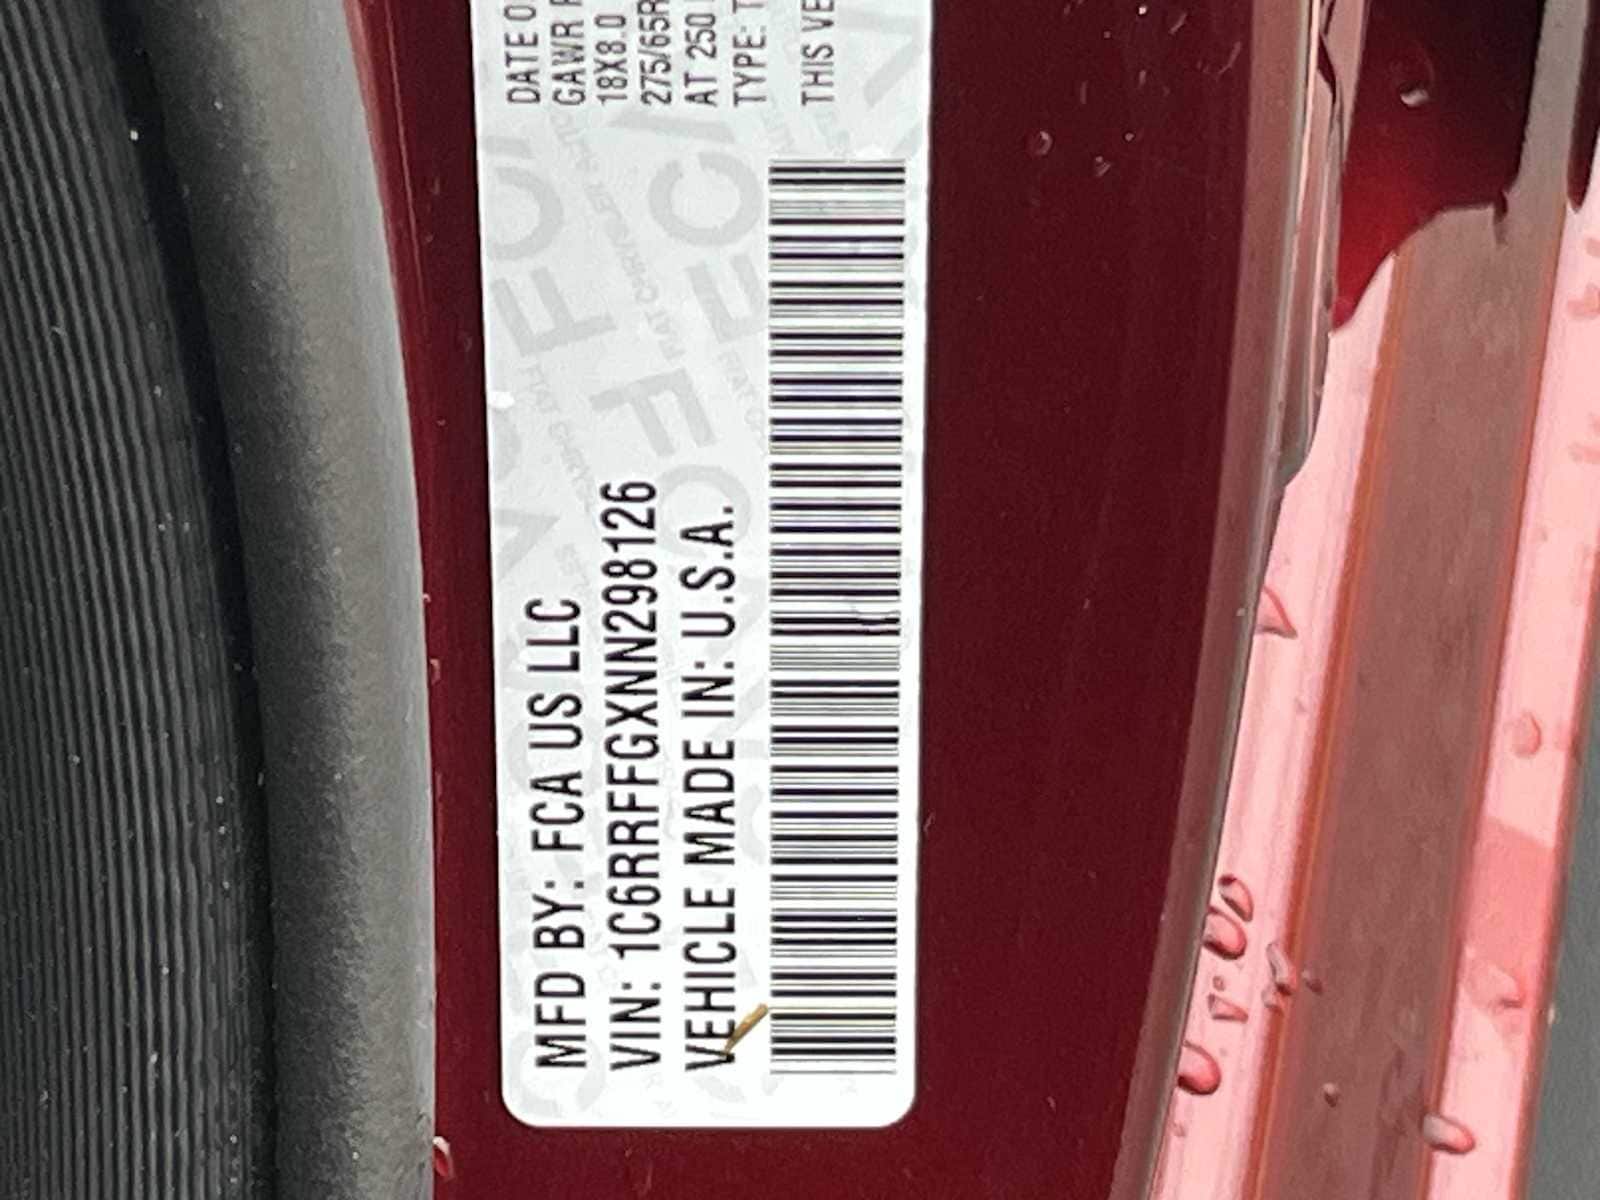 MFD BY: FCA US LLC
VIN: 1C6RRFFGXNN298126
VEHICLE MADE IN: U.S.A.
DATE
GAWR
18X8.0
275/65R
AT 250
TYPE:
THIS